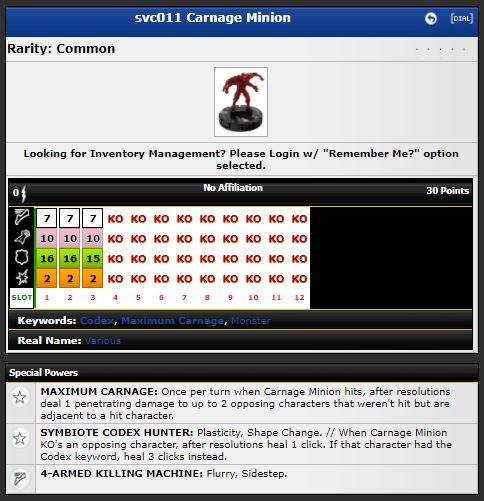 svc011 Carnage Minion
[DIAL]
Rarity: Common
. . . . .
Looking for Inventory Management? Please Login w/ "Remember Me?" option
selected.
0 No Affiliation 30 Points
7 7 7 KO KO KO KO KO KO KO KO KO
10 10 10 KO KO KO KO KO KO KO KO KO
16 16 15 KO KO KO KO KO KO KO KO KO
2 2 2 KO KO KO KO KO KO KO KO KO
SLOT 1 2 3 4 5 6 7 8 9 10 11 12
Keywords: Codex, Maximum Carnage, Monster
Real Name: Various
Special Powers
MAXIMUM CARNAGE: Once per turn when Carnage Minion hits, after resolutions
deal 1 penetrating damage to up to 2 opposing characters that weren't hit but are
adjacent to a hit character.
SYMBIOTE CODEX HUNTER: Plasticity, Shape Change. // When Carnage Minion
KO's an opposing character, after resolutions heal 1 click. If that character had the
Codex keyword, heal 3 clicks instead.
4-ARMED KILLING MACHINE: Flurry, Sidestep.